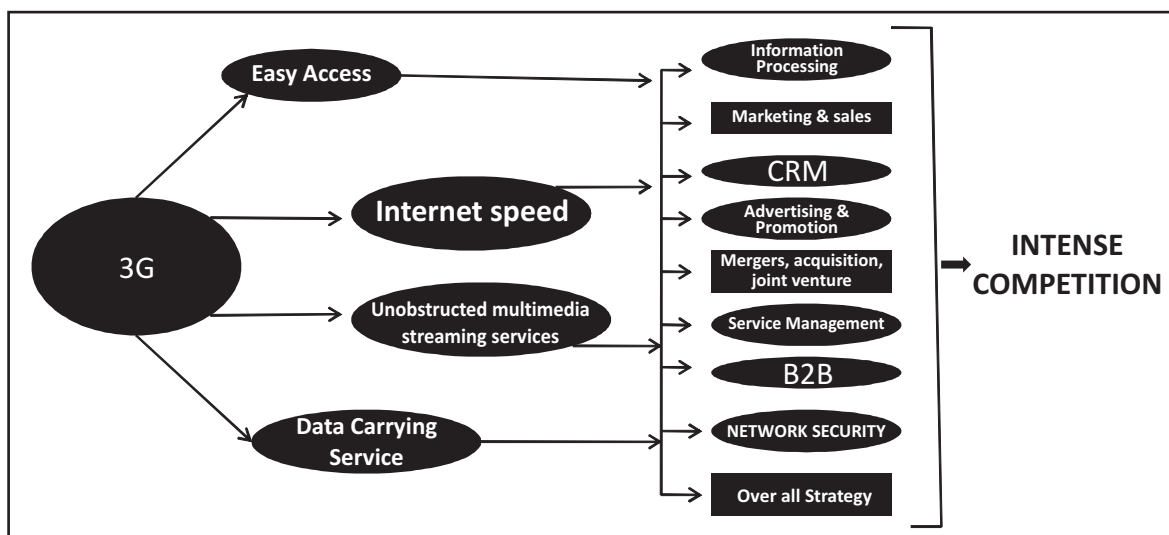 3G
Easy Access
Internet speed
Unobstructed multimedia
streaming services
Data Carrying
Service
Information
Processing
Marketing & sales
CRM
Advertising &
Promotion
Mergers, acquisition,
joint venture
Service Management
B2B
NETWORK SECURITY
Over all Strategy
INTENSE
COMPETITION